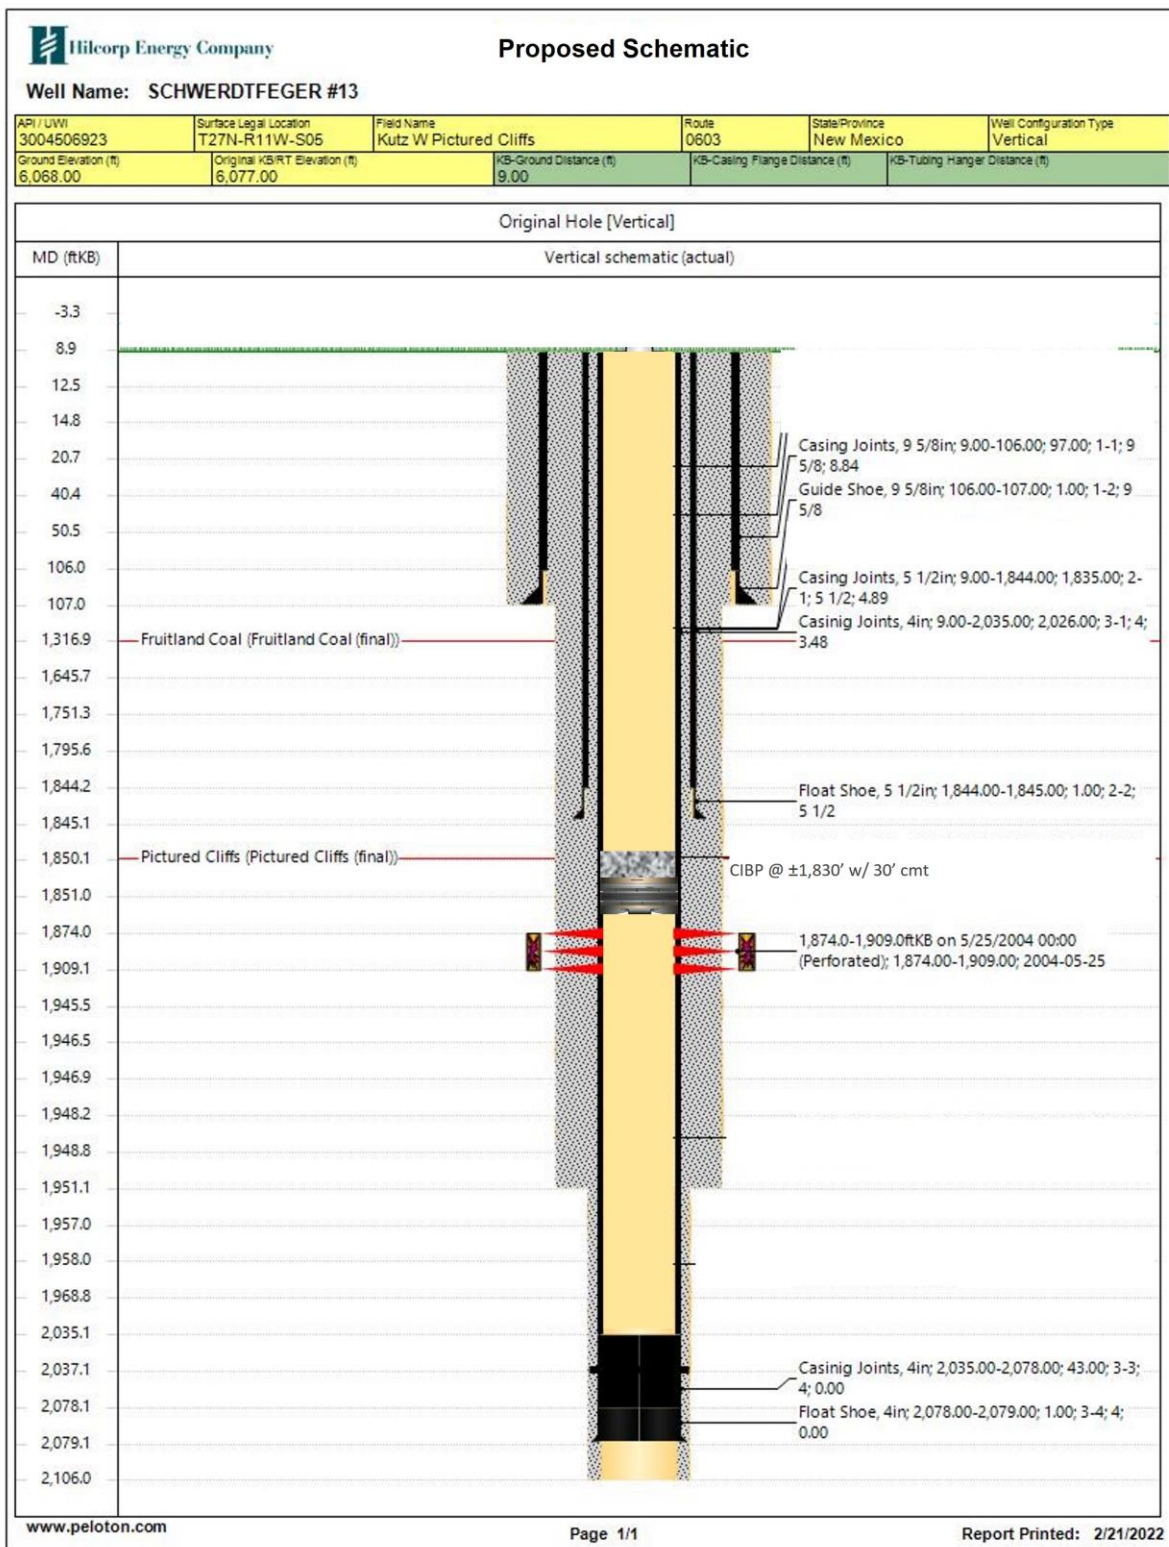 Hilcorp Energy Company
Proposed Schematic
Well Name: SCHWERDTFEGER #13
API / UWI
3004506923
Surface Legal Location
T27N-R11W-S05
Field Name
Kutz W Pictured Cliffs
Route
0603
State/Province
New Mexico
Well Configuration Type
Vertical
Ground Elevation (ft)
6,068.00
Original KB/RT Elevation (ft)
6,077.00
KB-Ground Distance (ft)
9.00
KB-Casing Flange Distance (ft)
KB-Tubing Hanger Distance (ft)
Original Hole [Vertical]
MD (ftKB)
Vertical schematic (actual)
-3.3
8.9
12.5
14.8
20.7
40.4
50.5
106.0
107.0
1,316.9
1,645.7
1,751.3
1,795.6
1,844.2
1,845.1
1,850.1
1,851.0
1,874.0
1,909.1
1,945.5
1,946.5
1,946.9
1,948.2
1,948.8
1,951.1
1,957.0
1,958.0
1,968.8
2,035.1
2,037.1
2,078.1
2,079.1
2,106.0
Fruitland Coal (Fruitland Coal (final))
Pictured Cliffs (Pictured Cliffs (final))
Casing Joints, 9 5/8in; 9.00-106.00; 97.00; 1-1; 9
5/8; 8.84
Guide Shoe, 9 5/8in; 106.00-107.00; 1.00; 1-2; 9
5/8
Casing Joints, 5 1/2in; 9.00-1,844.00; 1,835.00; 2-
1; 5 1/2; 4.89
Casinig Joints, 4in; 9.00-2,035.00; 2,026.00; 3-1; 4;
3.48
Float Shoe, 5 1/2in; 1,844.00-1,845.00; 1.00; 2-2;
5 1/2
CIBP @ ±1,830’ w/ 30’ cmt
1,874.0-1,909.0ftKB on 5/25/2004 00:00
(Perforated); 1,874.00-1,909.00; 2004-05-25
Casinig Joints, 4in; 2,035.00-2,078.00; 43.00; 3-3;
4; 0.00
Float Shoe, 4in; 2,078.00-2,079.00; 1.00; 3-4; 4;
0.00
www.peloton.com
Page 1/1
Report Printed: 2/21/2022